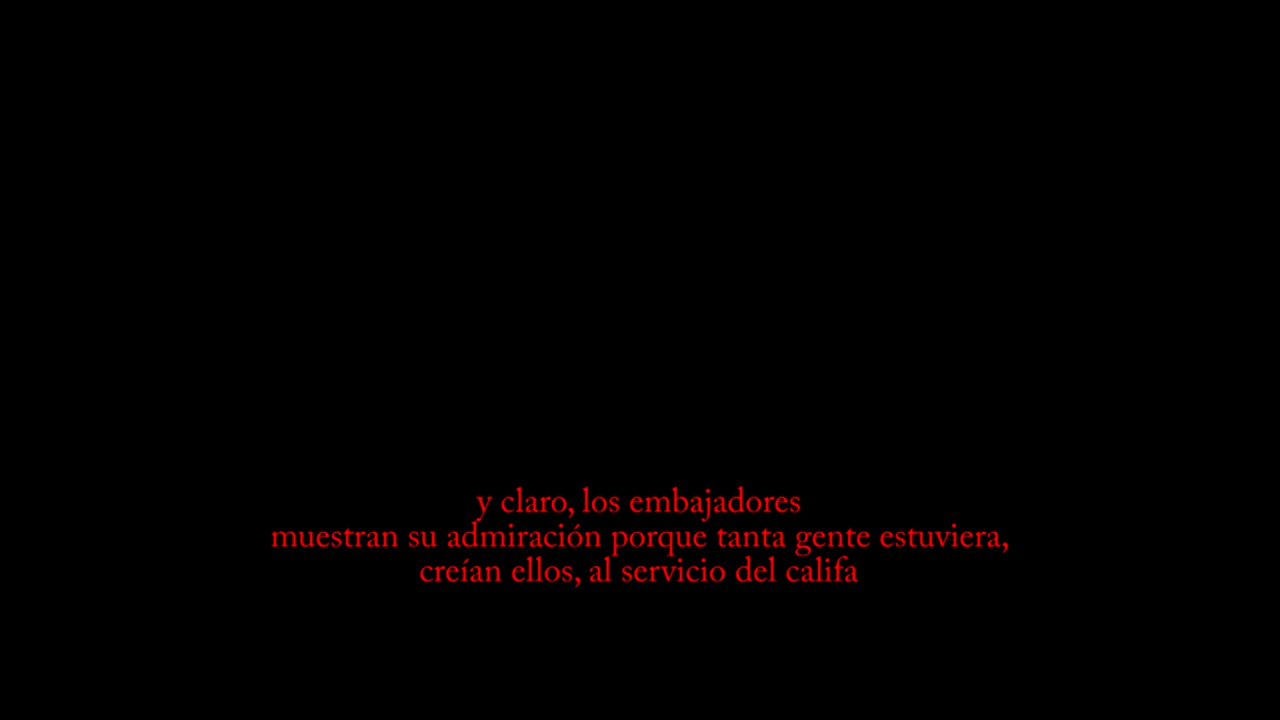 y claro, los embajadores
muestran su admiración porque tanta gente estuviera,
creían ellos, al servicio del califa